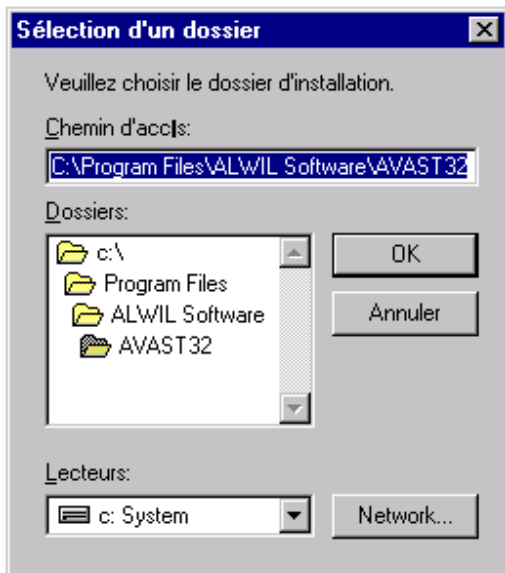 Sélection d'un dossier
Veuillez choisir le dossier d'installation.
Chemin d'accls:
C:\Program Files\ALWIL Software\AVAST32
Dossiers:
c:\
Program Files
ALWIL Software
AVAST32
OK
Annuler
Lecteurs:
c: System
Network...